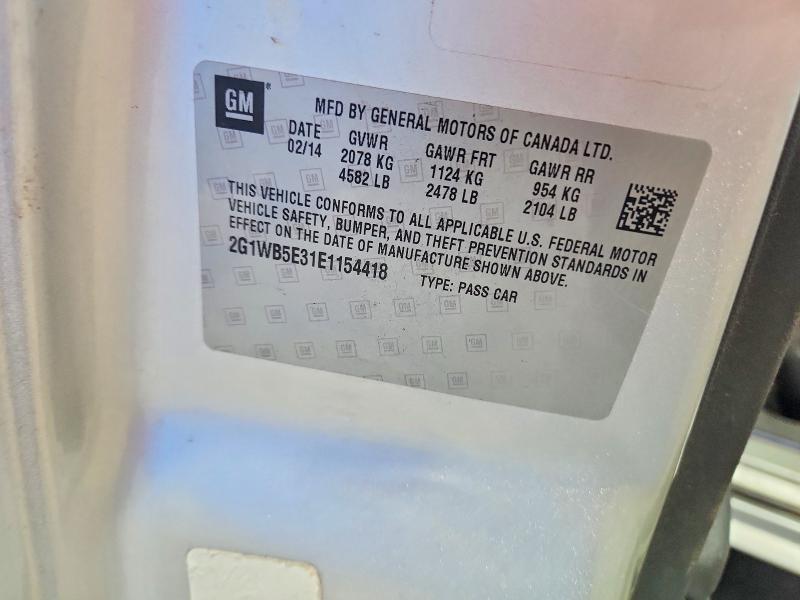 GM®
MFD BY GENERAL MOTORS OF CANADA LTD.
DATE GVWR GAWR FRT GAWR RR
02/14 2078 KG 1124 KG 954 KG
4582 LB 2478 LB 2104 LB
THIS VEHICLE CONFORMS TO ALL APPLICABLE U.S. FEDERAL MOTOR
VEHICLE SAFETY, BUMPER, AND THEFT PREVENTION STANDARDS IN
EFFECT ON THE DATE OF MANUFACTURE SHOWN ABOVE.
2G1WB5E31E1154418 TYPE: PASS CAR